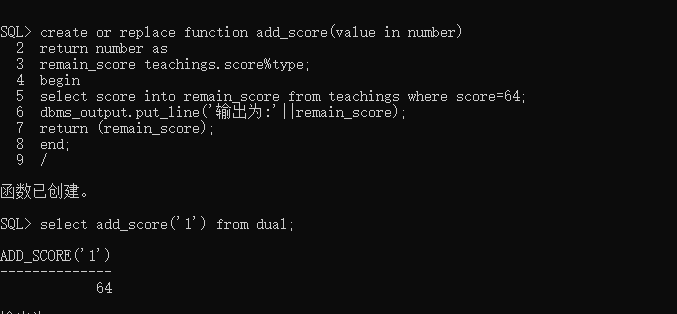 SQL> create or replace function add_score(value in number)
2 return number as
3 remain_score teachings.score%type;
4 begin
5 select score into remain_score from teachings where score=64;
6 dbms_output.put_line('输出为:'||remain_score);
7 return (remain_score);
8 end;
9 /
函数已创建。
SQL> select add_score('1') from dual;
ADD_SCORE('1')
--------------
64